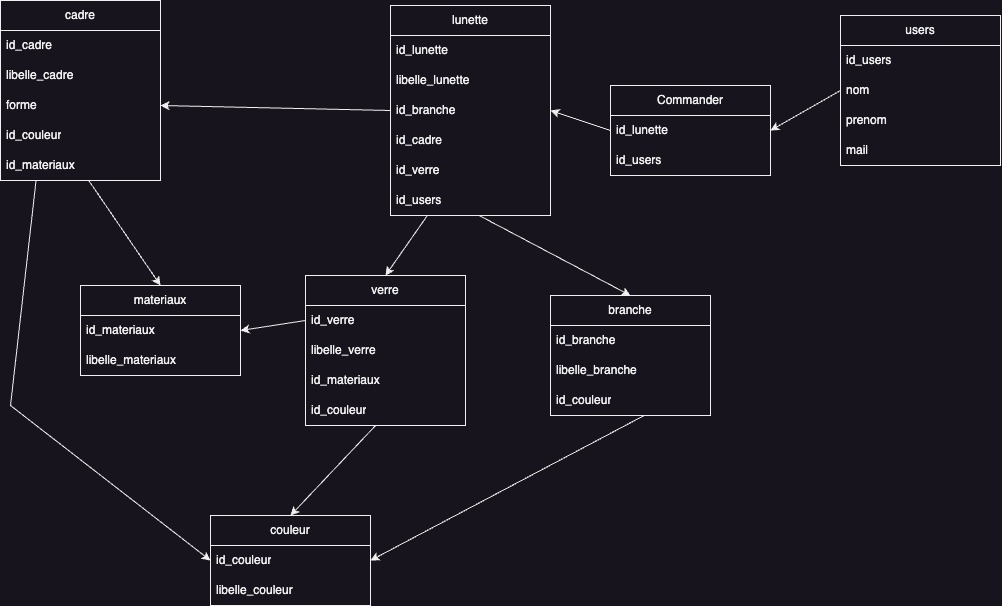 cadre
id_cadre
libelle_cadre
forme
id_couleur
id_materiaux
lunette
id_lunette
libelle_lunette
id_branche
id_cadre
id_verre
id_users
Commander
id_lunette
id_users
users
id_users
nom
prenom
mail
materiaux
id_materiaux
libelle_materiaux
verre
id_verre
libelle_verre
id_materiaux
id_couleur
branche
id_branche
libelle_branche
id_couleur
couleur
id_couleur
libelle_couleur